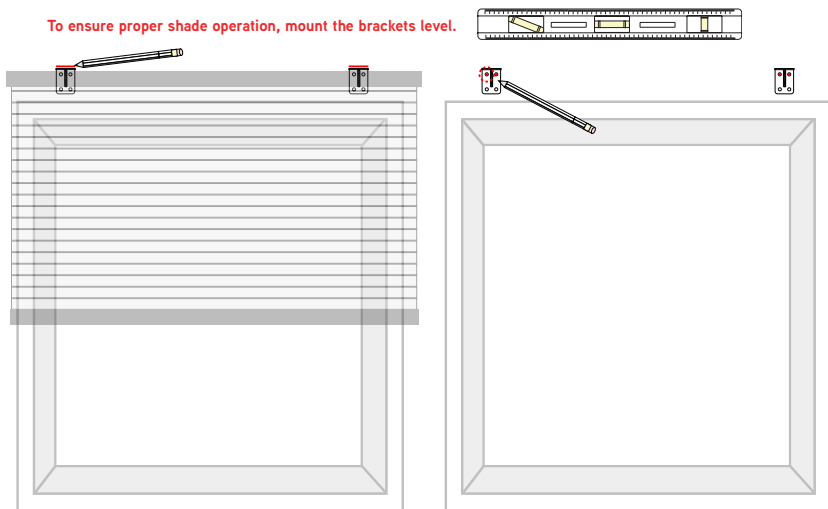 To ensure proper shade operation, mount the brackets level.